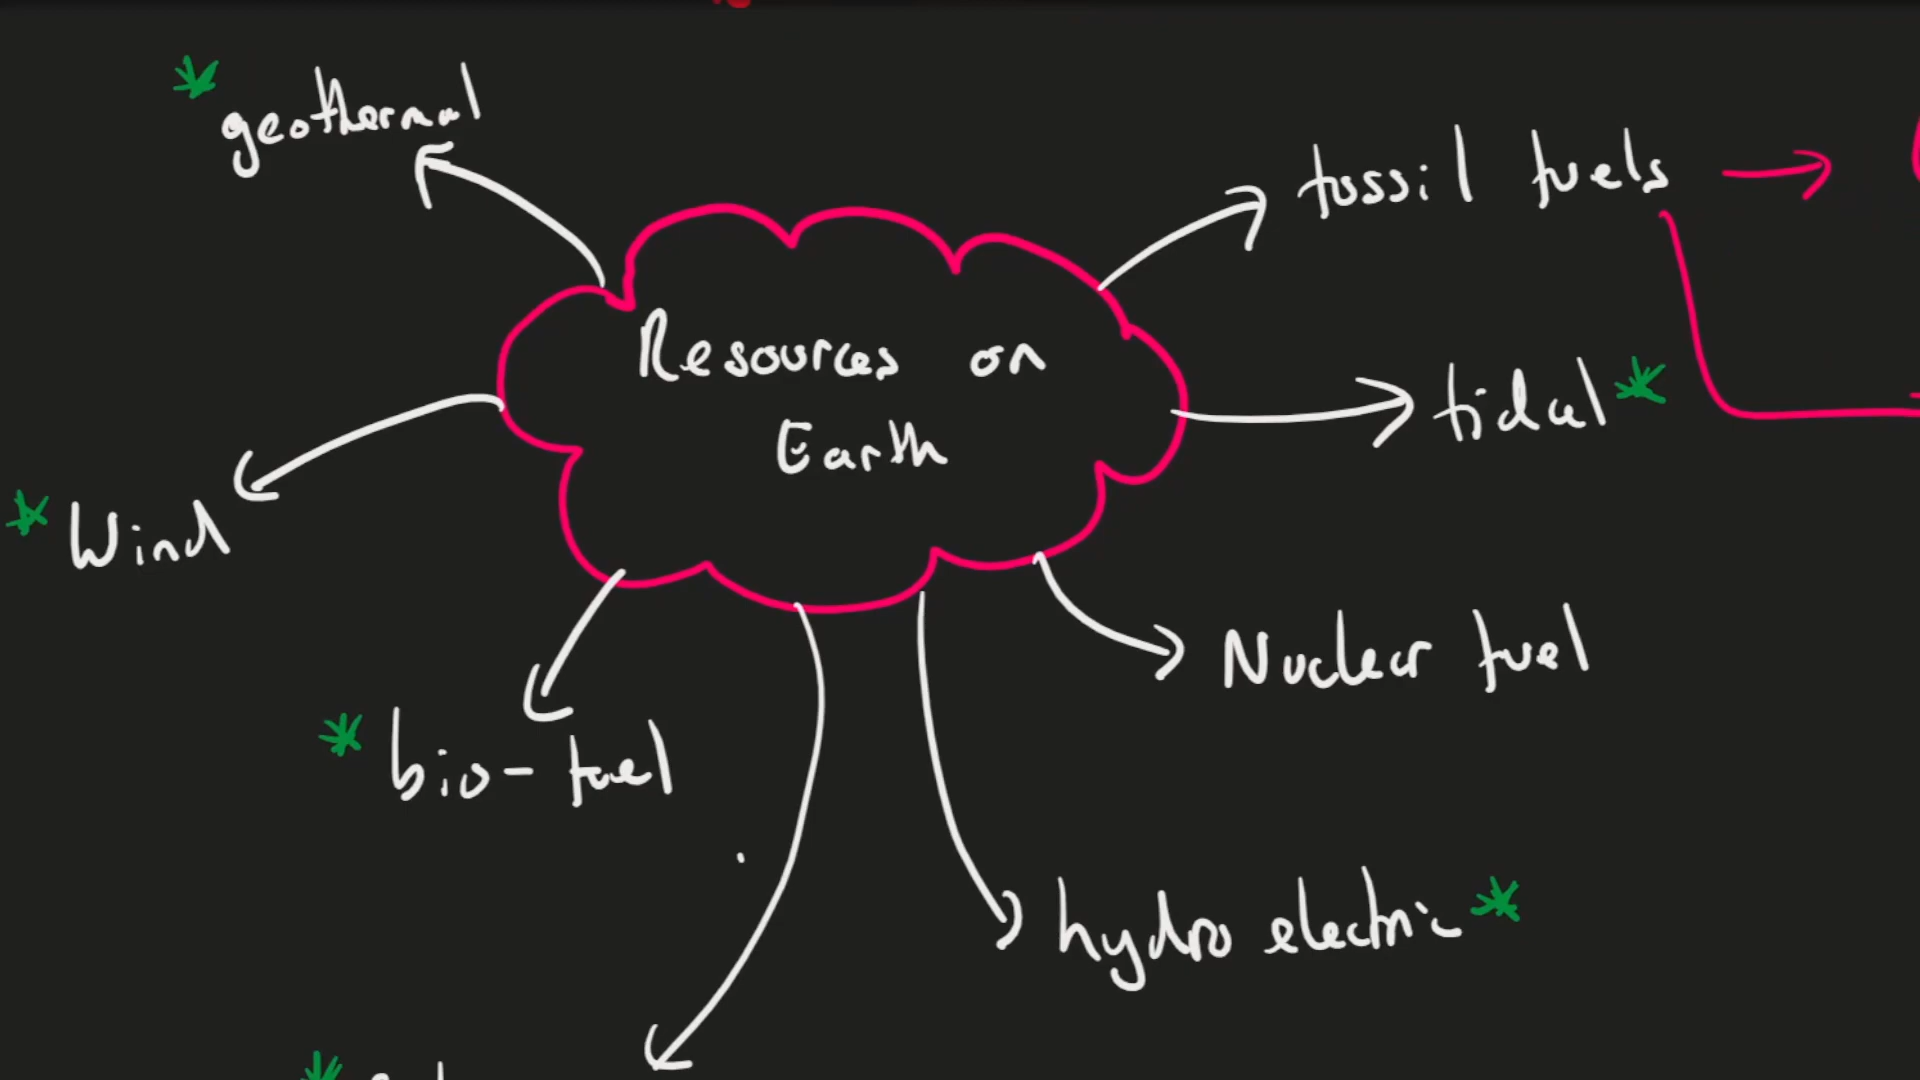 geothermal
fossil fuels
Resources on
Earth
tidal
Wind
Nuclear fuel
bio-fuel
hydro electric